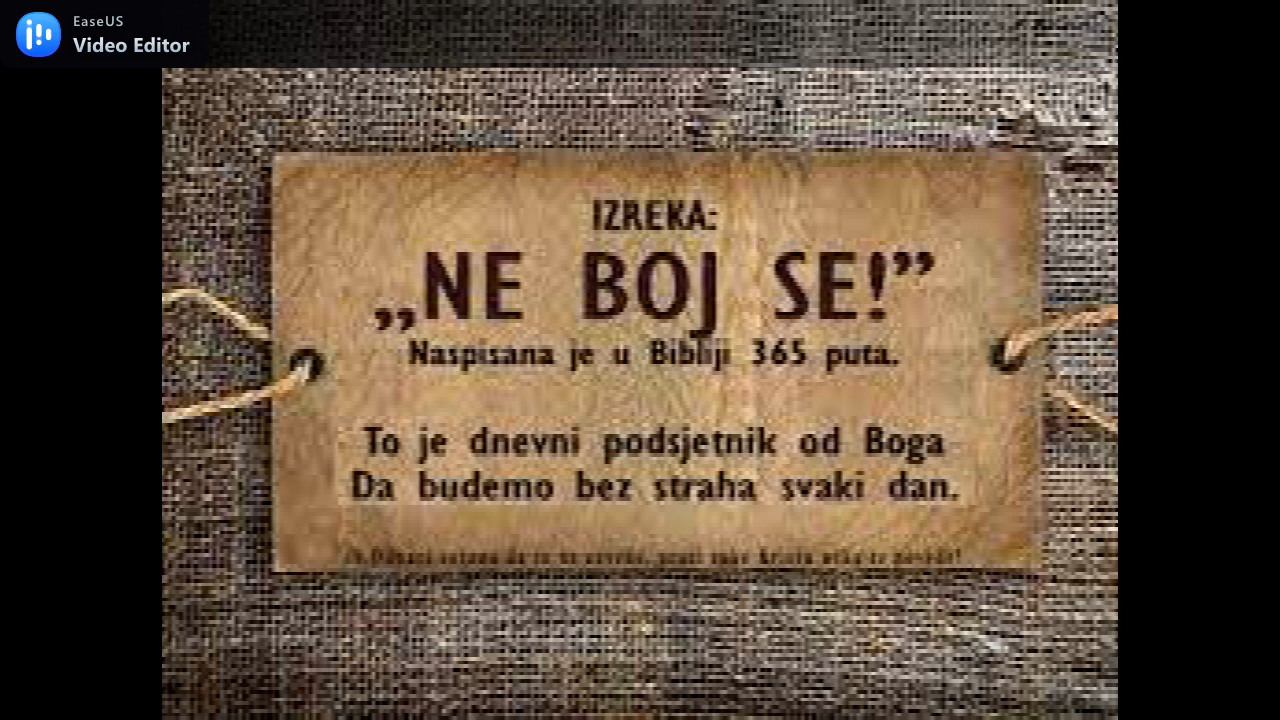 EaseUS
Video Editor
IZREKA:
„NE BOJ SE!”
Naspisana je u Bibliji 365 puta.
To je dnevni podsjetnik od Boga
Da budemo bez straha svaki dan.